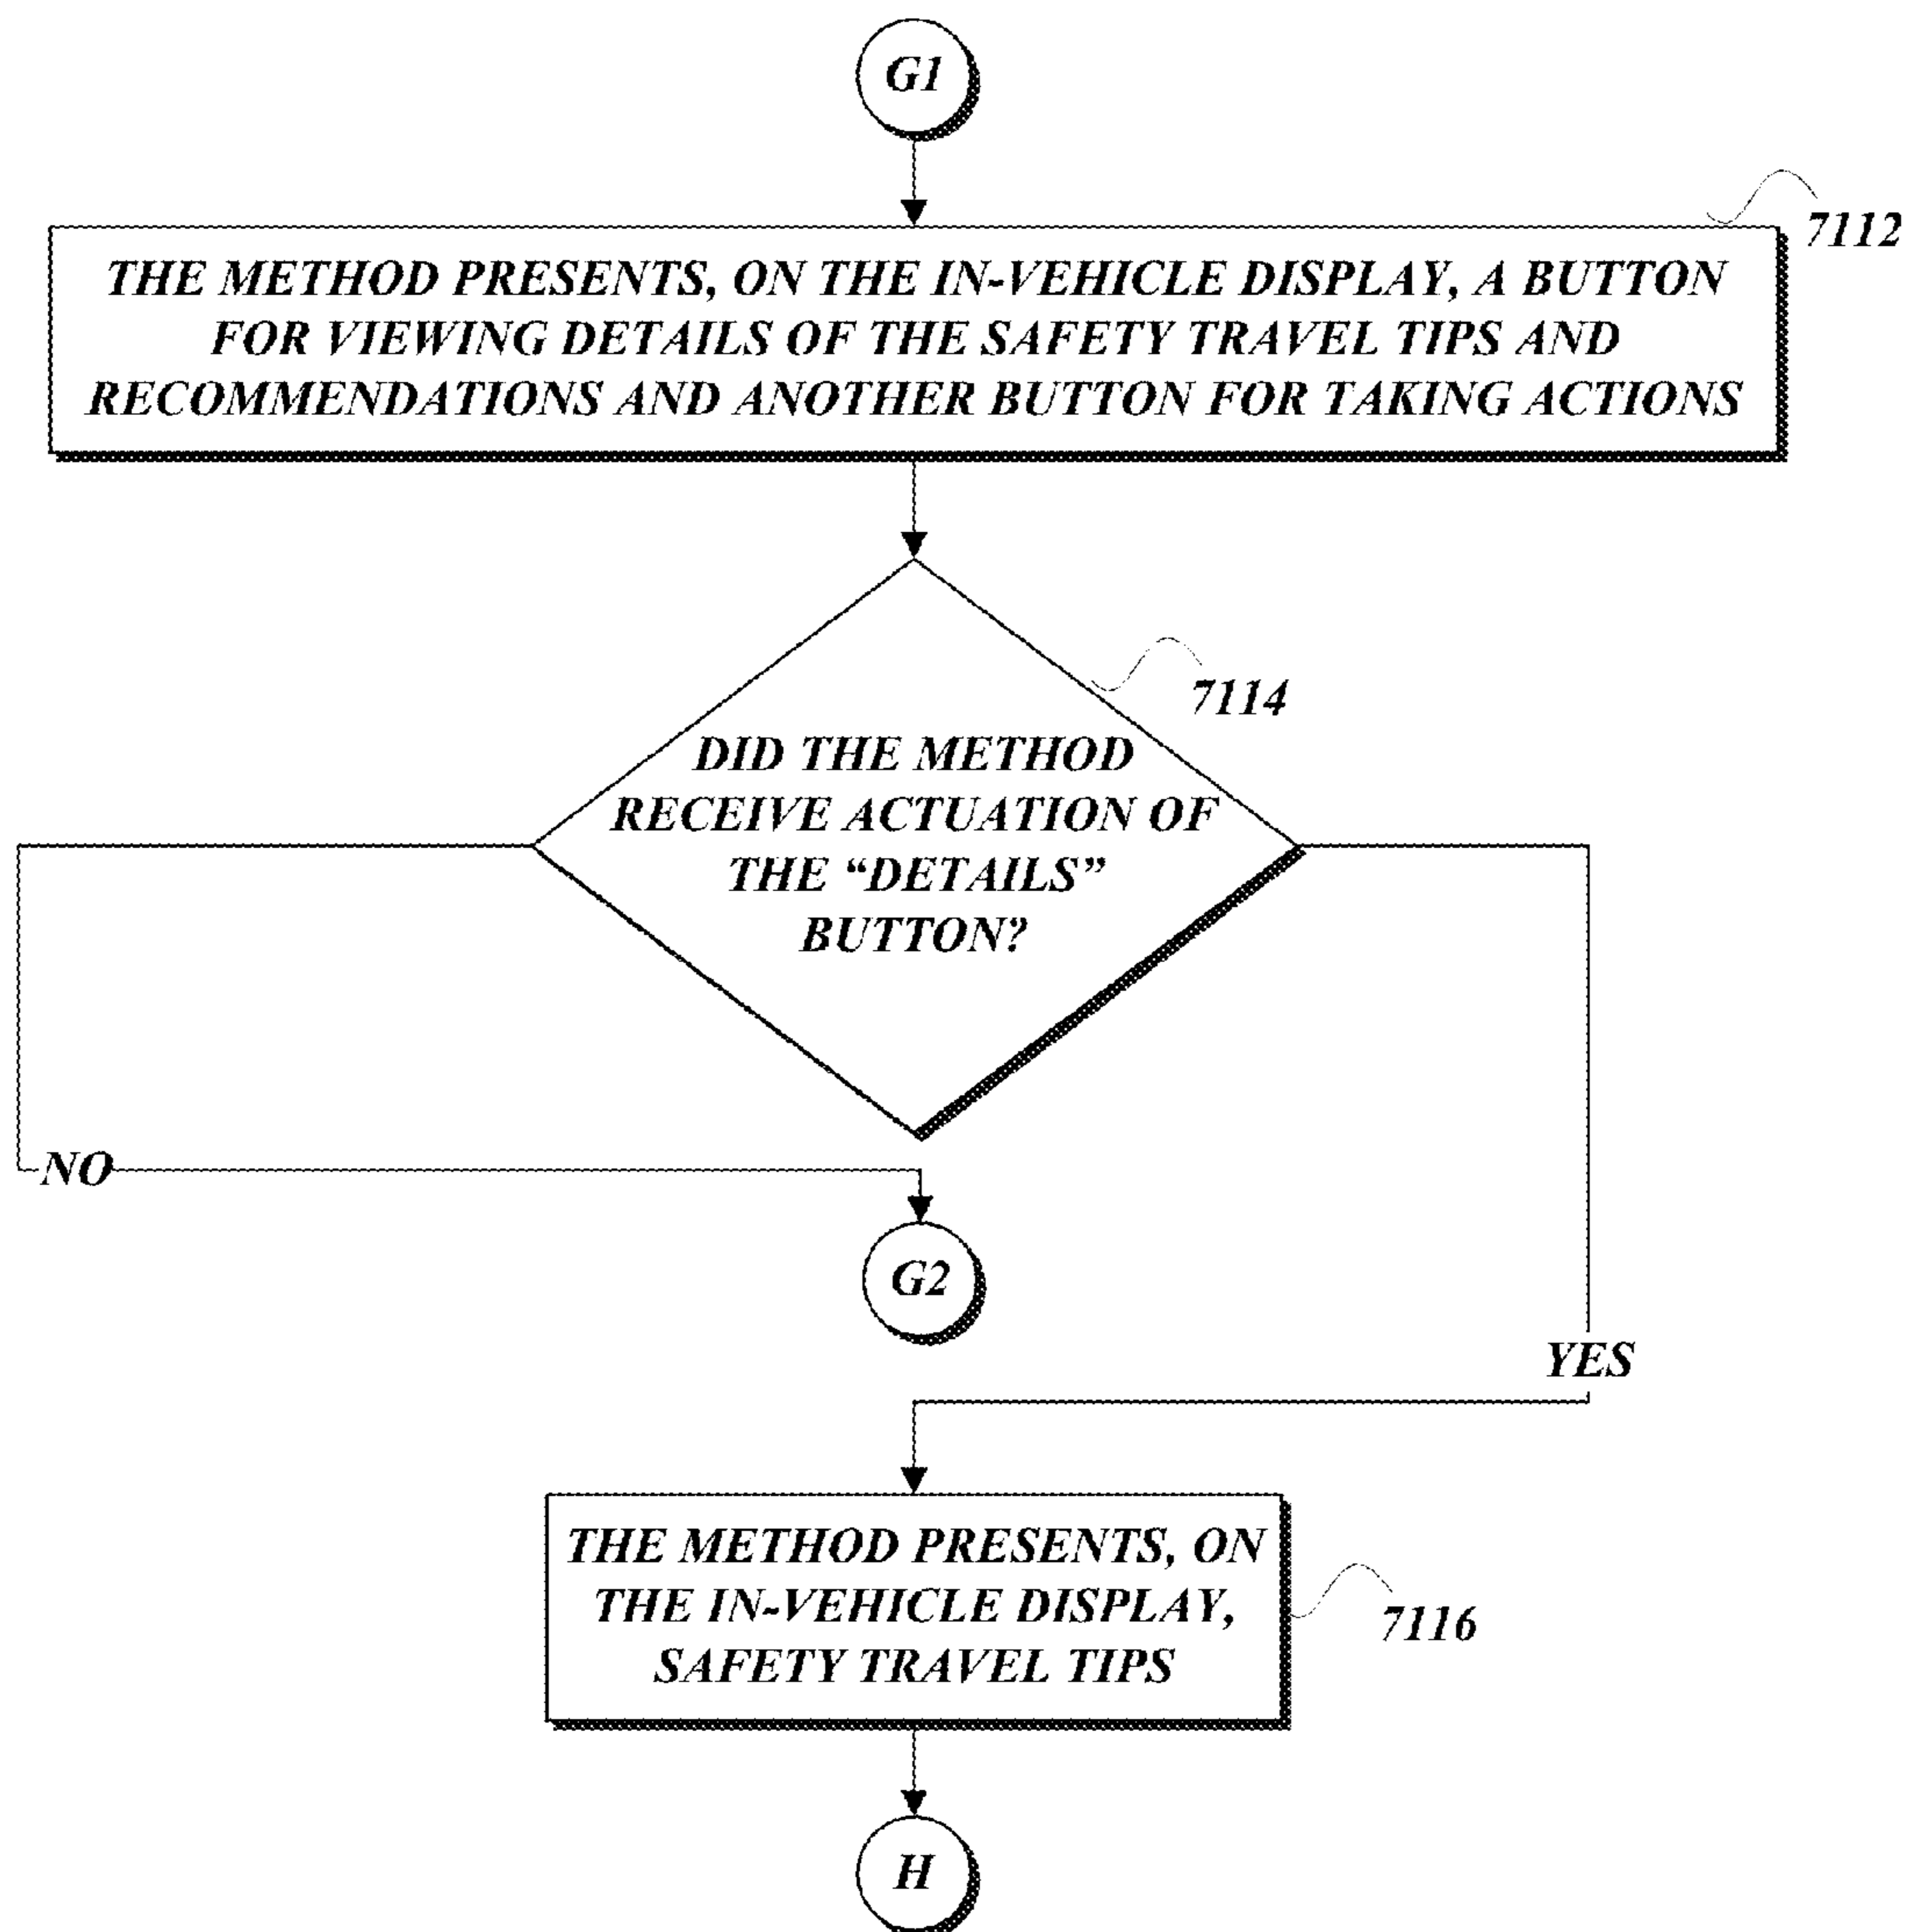 G1
7112
THE METHOD PRESENTS, ON THE IN-VEHICLE DISPLAY, A BUTTON
FOR VIEWING DETAILS OF THE SAFETY TRAVEL TIPS AND
RECOMMENDATIONS AND ANOTHER BUTTON FOR TAKING ACTIONS
7114
DID THE METHOD
RECEIVE ACTUATION OF
THE “DETAILS”
BUTTON?
NO
G2
YES
THE METHOD PRESENTS, ON
THE IN-VEHICLE DISPLAY,
SAFETY TRAVEL TIPS
7116
H